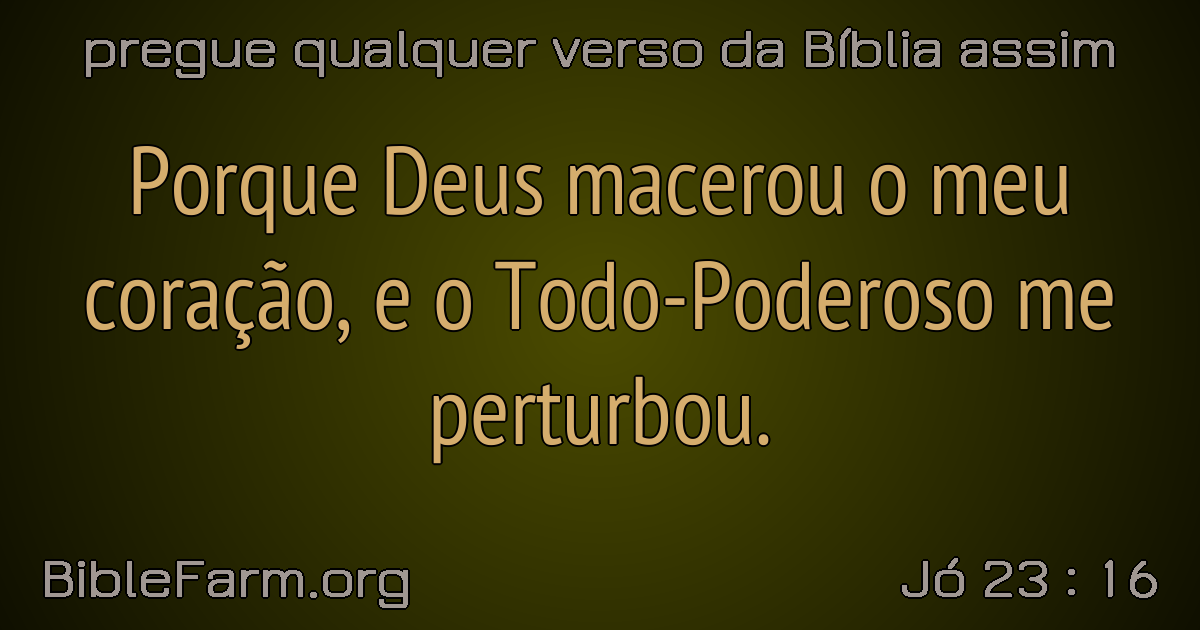 pregue qualquer verso da Bíblia assim
Porque Deus macerou o meu
coração, e o Todo-Poderoso me
perturbou.
BibleFarm.org
Jó 23 : 16